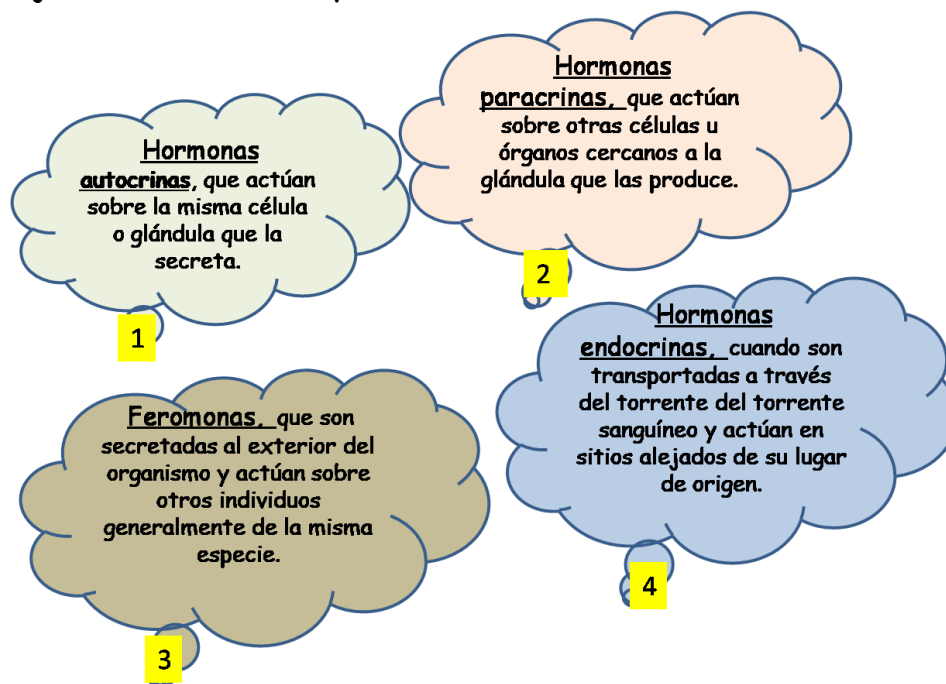 Hormonas
autocrinas, que actúan
sobre la misma célula
o glándula que la
secreta.
1
Hormonas
paracrinas, que actúan
sobre otras células u
órganos cercanos a la
glándula que las produce.
2
Feromonas, que son
secretadas al exterior del
organismo y actúan sobre
otros individuos
generalmente de la misma
especie.
3
Hormonas
endocrinas, cuando son
transportadas a través
del torrente del torrente
sanguíneo y actúan en
sitios alejados de su lugar
de origen.
4